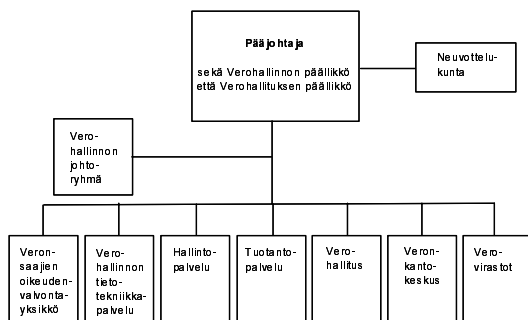 Pääjohtaja
sekä Verohallinnon päällikkö
että Verohallituksen päällikkö
Neuvottelu-
kunta
Vero-
hallinnon
johto-
ryhmä
Veron-
saajien
oikeuden-
valvonta-
yksikkö
Vero-
hallinnon
tieto-
tekniikka-
palvelu
Hallinto-
palvelu
Tuotanto-
palvelu
Vero-
hallitus
Veron-
kanto-
keskus
Vero-
virastot